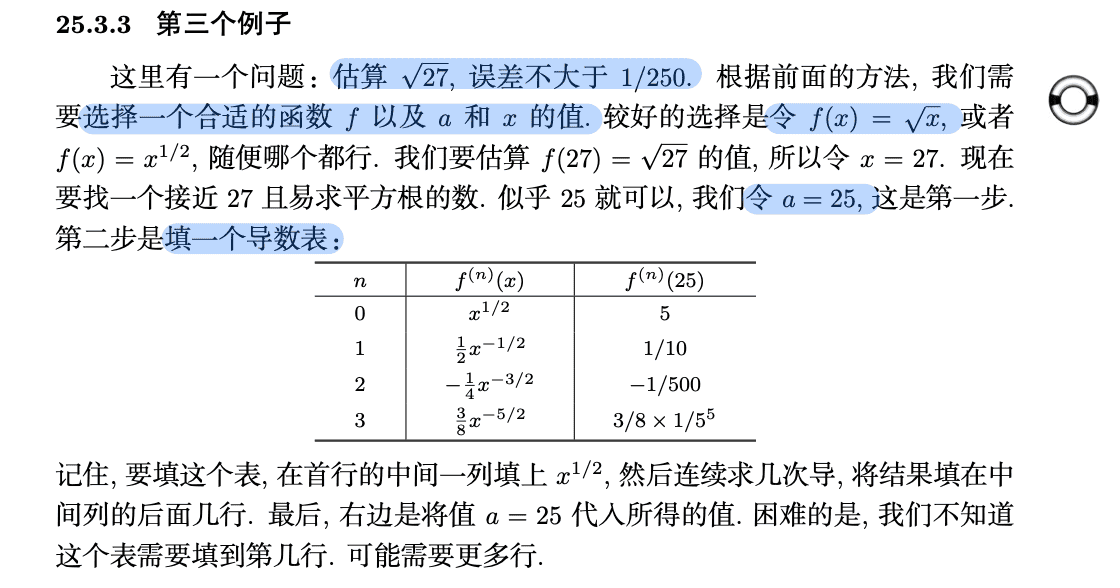 25.3.3 第三个例子
这里有一个问题: 估算 √27, 误差不大于 1/250. 根据前面的方法, 我们需
要选择一个合适的函数 f 以及 a 和 x 的值. 较好的选择是令 f(x) = √x, 或者
f(x) = x^{1/2}, 随便哪个都行. 我们要估算 f(27) = √27 的值, 所以令 x = 27. 现在
要找一个接近 27 且易求平方根的数. 似乎 25 就可以, 我们令 a = 25, 这是第一步.
第二步是填一个导数表:
n f^{(n)}(x) f^{(n)}(25)
0 x^{1/2} 5
1 \frac{1}{2}x^{-1/2} 1/10
2 -\frac{1}{4}x^{-3/2} -1/500
3 \frac{3}{8}x^{-5/2} 3/8 × 1/5^5
记住, 要填这个表, 在首行的中间一列填上 x^{1/2}, 然后连续求几次导, 将结果填在中
间列的后面几行. 最后, 右边是将值 a = 25 代入所得的值. 困难的是, 我们不知道
这个表需要填到第几行. 可能需要更多行.